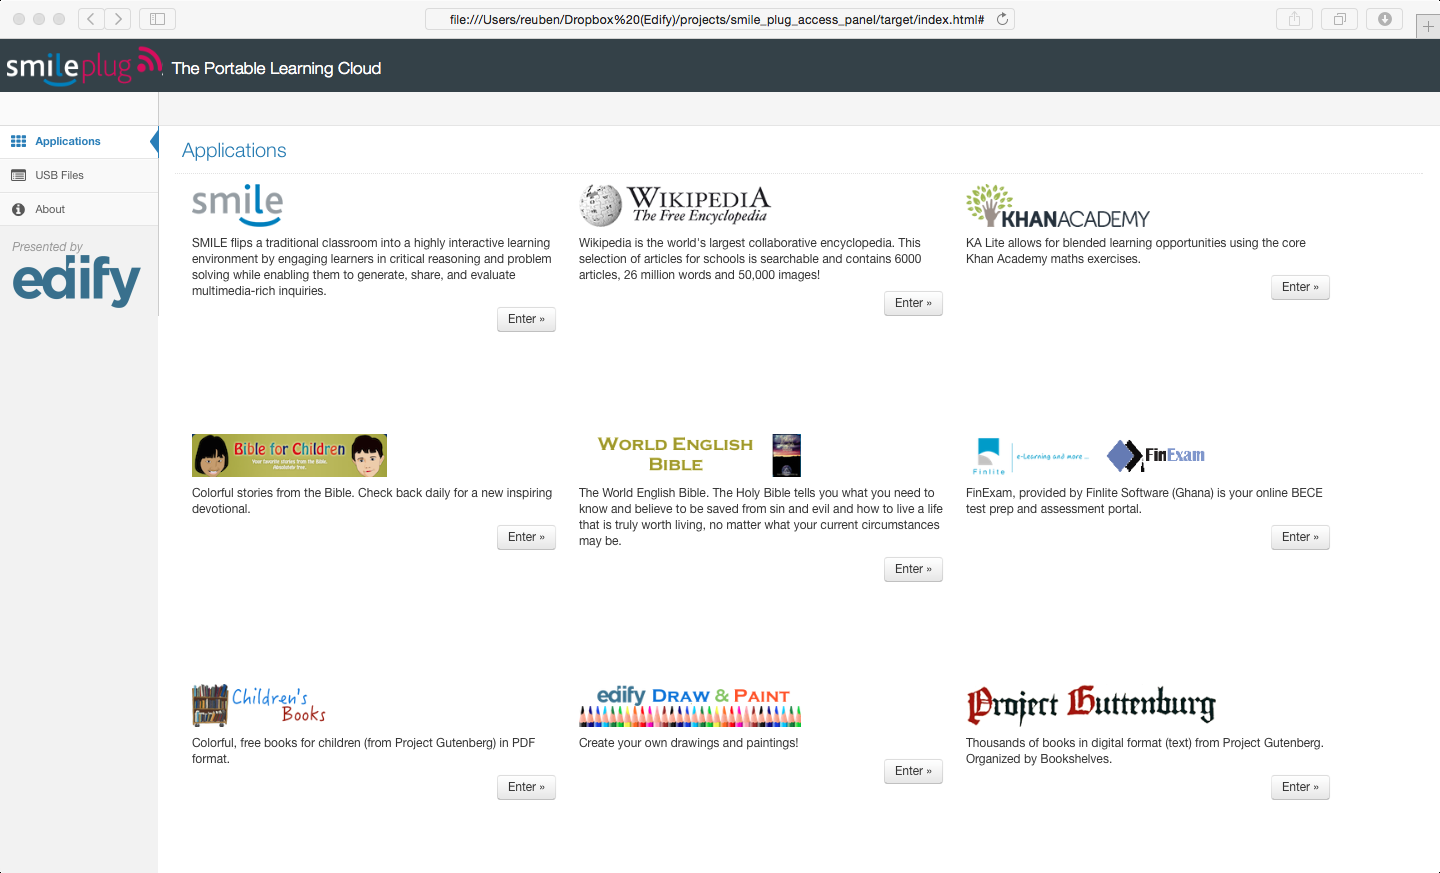 file:///Users/reuben/Dropbox%20(Edify)/projects/smile_plug_access_panel/target/index.html#
smileplug The Portable Learning Cloud
Applications
USB Files
About
Presented by
edify
Applications
smile
SMILE flips a traditional classroom into a highly interactive learning
environment by engaging learners in critical reasoning and problem
solving while enabling them to generate, share, and evaluate
multimedia-rich inquiries.
Enter »
WIKIPEDIA
The Free Encyclopedia
Wikipedia is the world's largest collaborative encyclopedia. This
selection of articles for schools is searchable and contains 6000
articles, 26 million words and 50,000 images!
Enter »
KHANACADEMY
KA Lite allows for blended learning opportunities using the core
Khan Academy maths exercises.
Enter »
Bible for Children
Your favorite stories from the Bible.
Absolutely free.
Colorful stories from the Bible. Check back daily for a new inspiring
devotional.
Enter »
WORLD ENGLISH
BIBLE
The World English Bible. The Holy Bible tells you what you need to
know and believe to be saved from sin and evil and how to live a life
that is truly worth living, no matter what your current circumstances
may be.
Enter »
Finlite
e-Learning and more ...
FinExam
FinExam, provided by Finlite Software (Ghana) is your online BECE
test prep and assessment portal.
Enter »
Children's
Books
Colorful, free books for children (from Project Gutenberg) in PDF
format.
Enter »
edify DRAW & PAINT
Create your own drawings and paintings!
Enter »
Project Guttenburg
Thousands of books in digital format (text) from Project Gutenberg.
Organized by Bookshelves.
Enter »